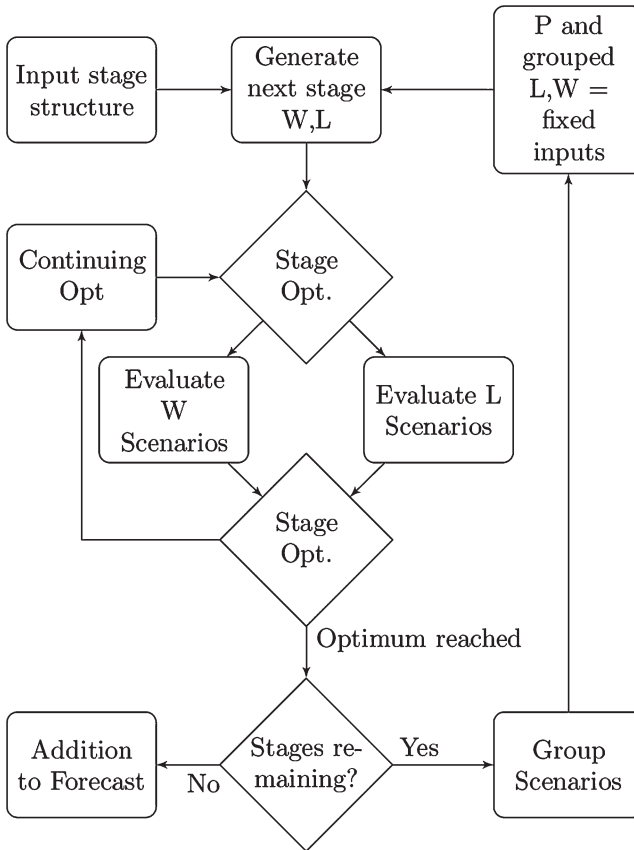 Input stage
structure
Generate
next stage
W,L
P and
grouped
L,W =
fixed
inputs
Continuing
Opt
Stage
Opt.
Evaluate
W
Scenarios
Evaluate L
Scenarios
Stage
Opt.
Optimum reached
Addition
to Forecast
No
Stages re-
maining?
Yes
Group
Scenarios